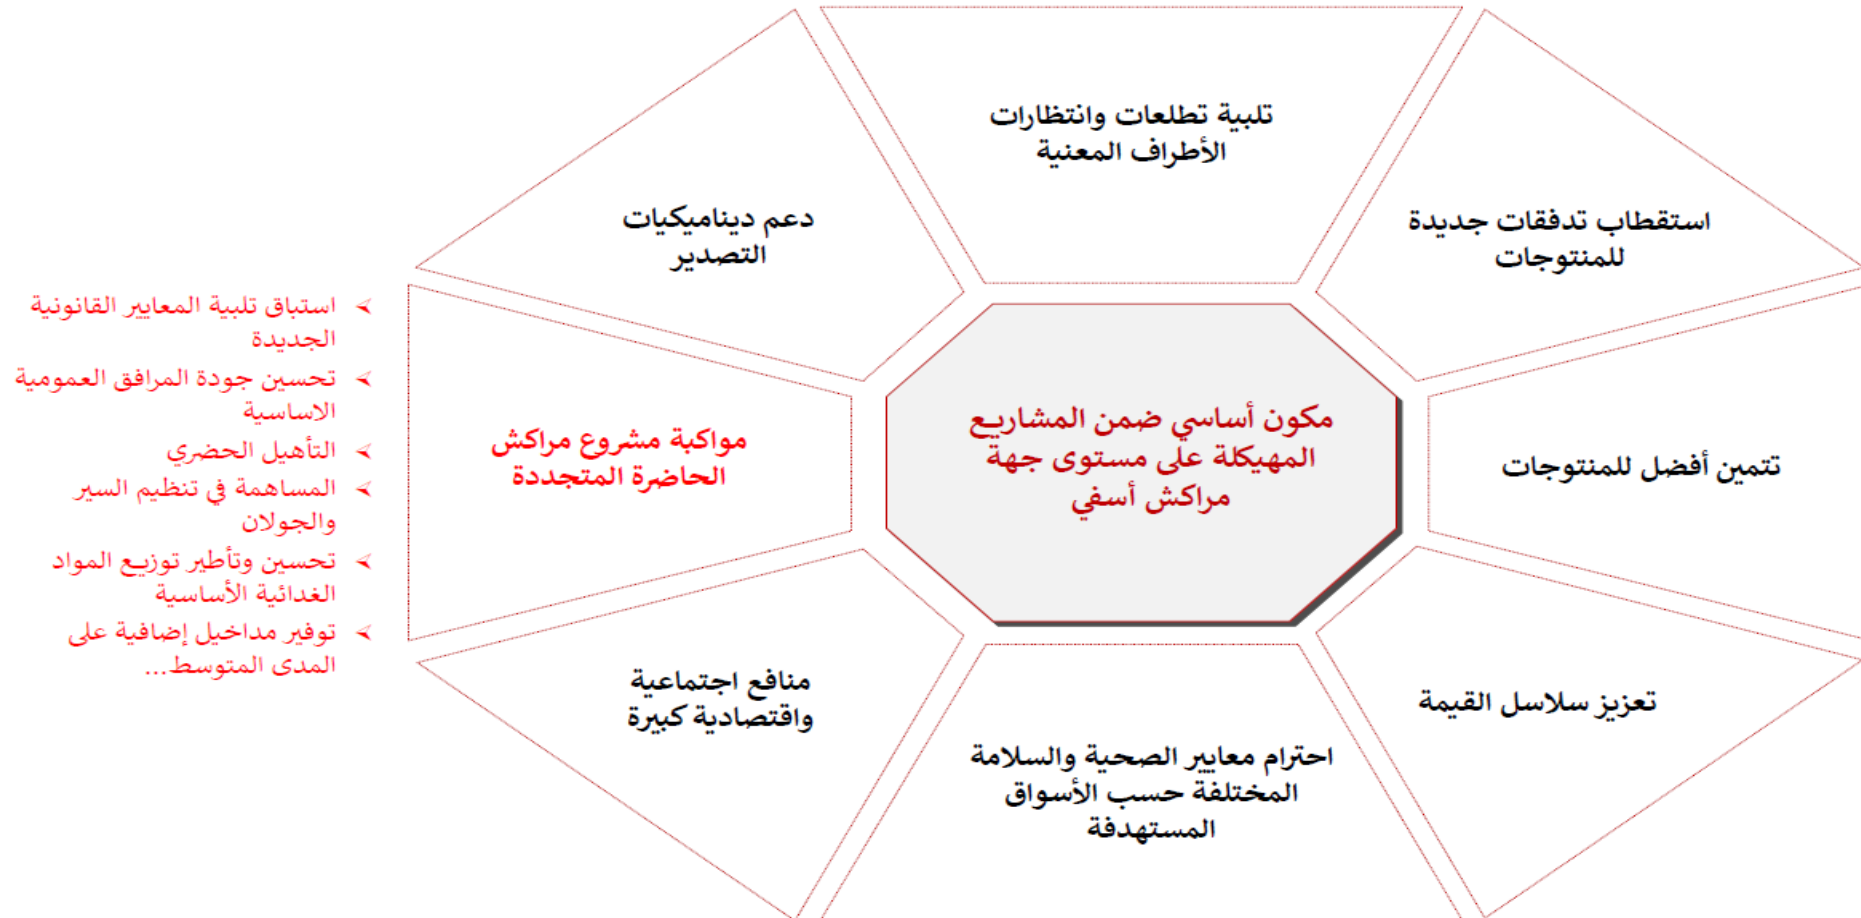 تلبية تطلعات وانتظارات
الأطراف المعنية
استقطاب تدفقات جديدة
للمنتوجات
تتمين أفضل للمنتوجات
تعزيز سلاسل القيمة
احترام معايير الصحية والسلامة
المختلفة حسب الأسواق
المستهدفة
منافع اجتماعية
واقتصادية كبيرة
مواكبة مشروع مراكش
الحاضرة المتجددة
دعم ديناميكيات
التصدير
مكون أساسي ضمن المشاريع
المهيكلة على مستوى جهة
مراكش أسفي
➢ استباق تلبية المعايير القانونية
الجديدة
➢ تحسين جودة المرافق العمومية
الاساسية
➢ التأهيل الحضري
➢ المساهمة في تنظيم السير
والجولان
➢ تحسين وتأطير توزيع المواد
الغدائية الأساسية
➢ توفير مداخيل إضافية على
المدى المتوسط...